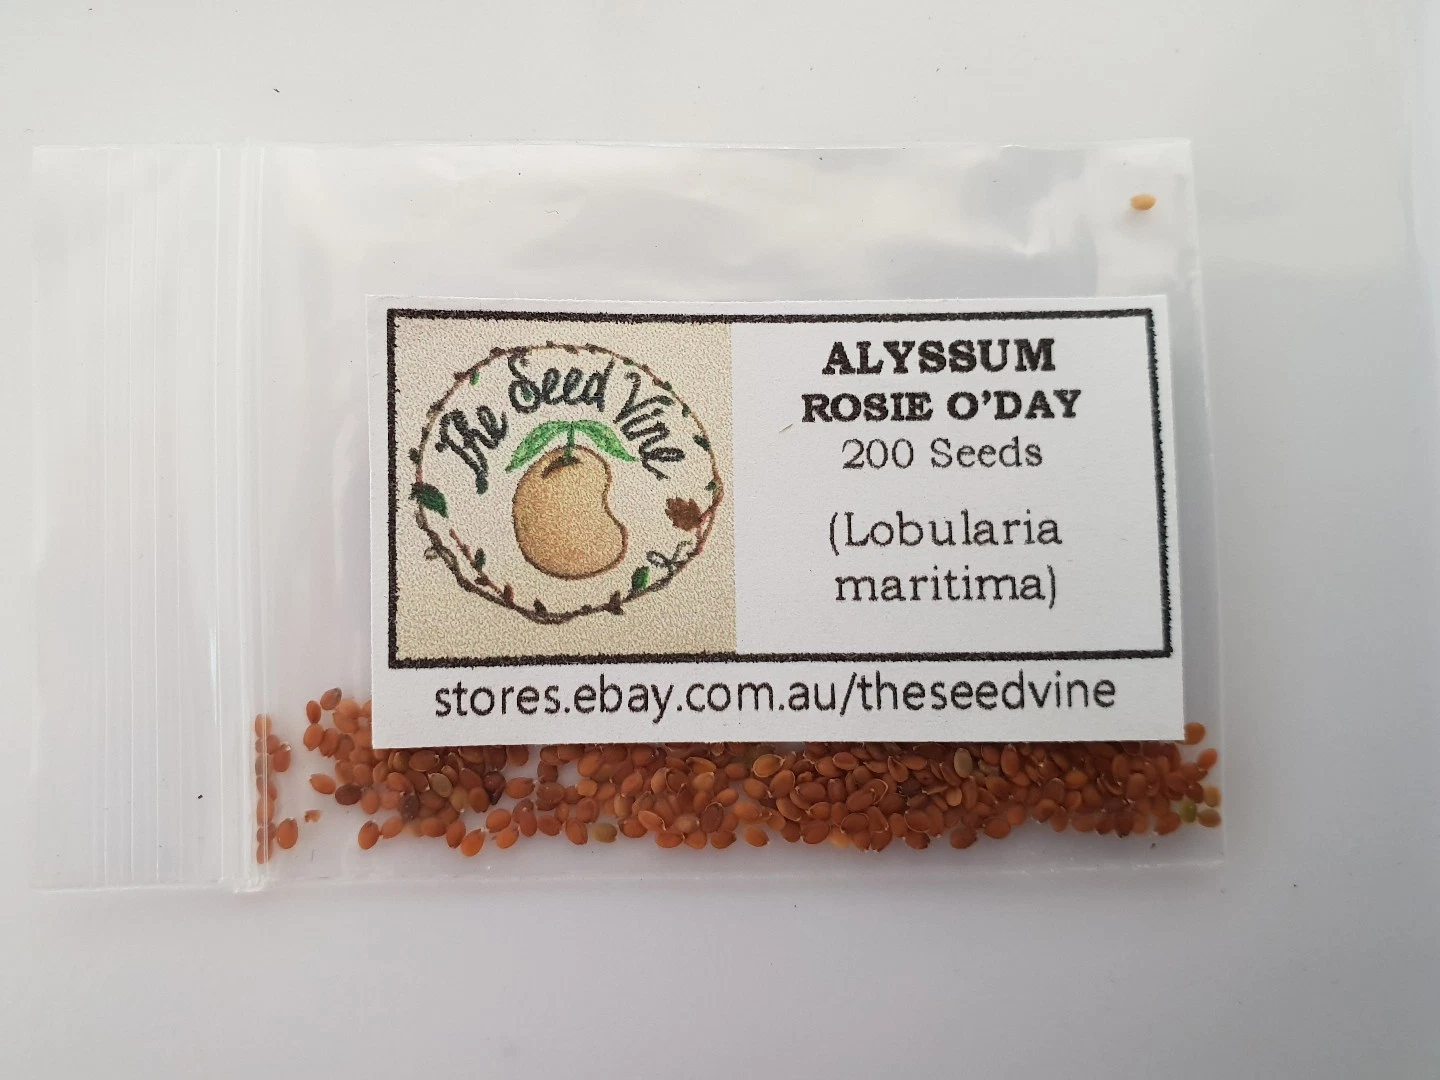 The Seed Vine
ALYSSUM
ROSIE O'DAY
200 Seeds
(Lobularia
maritima)
stores.ebay.com.au/theseedvine